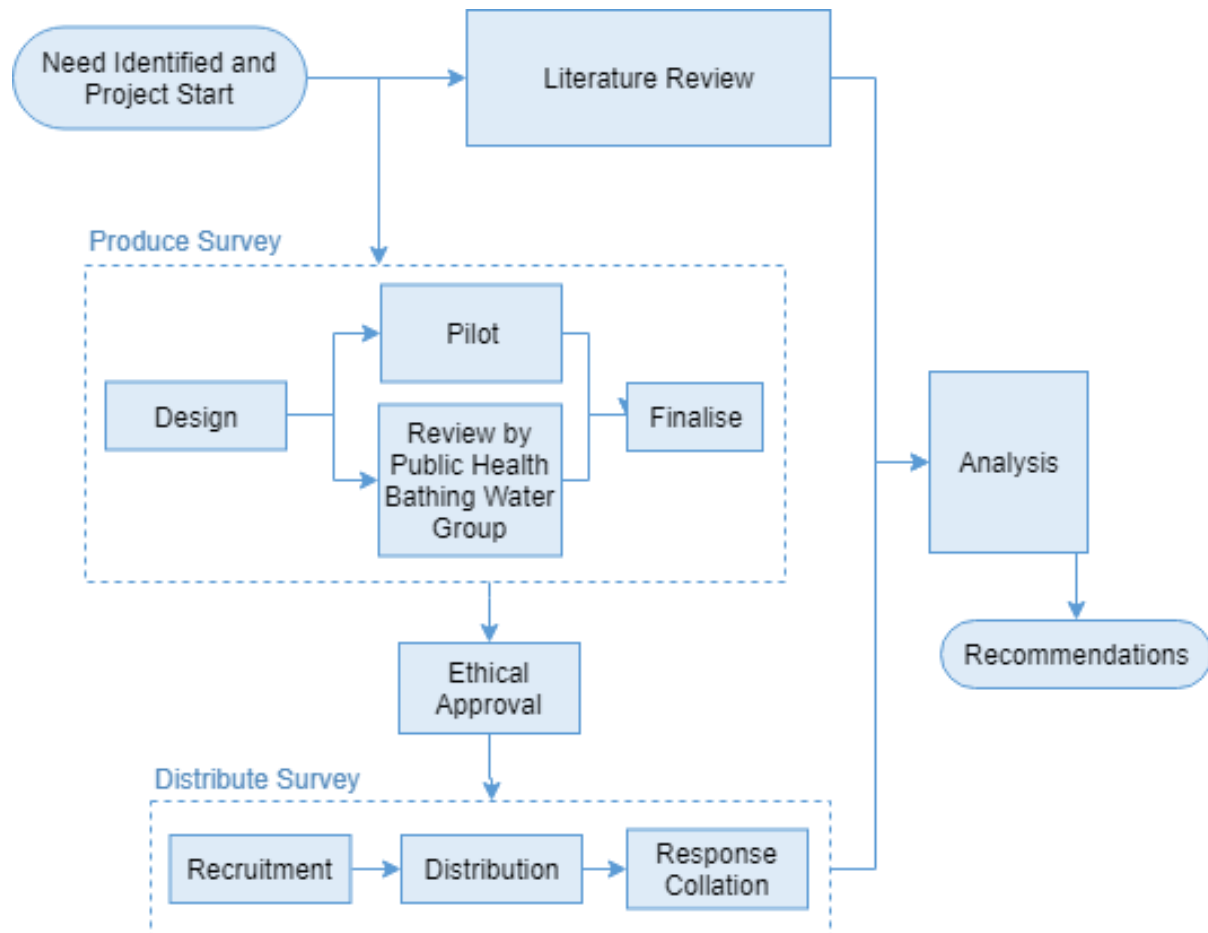 Need Identified and
Project Start
Literature Review
Produce Survey
Pilot
Design
Review by
Public Health
Bathing Water
Group
Finalise
Analysis
Ethical
Approval
Recommendations
Distribute Survey
Recruitment
Distribution
Response
Collation